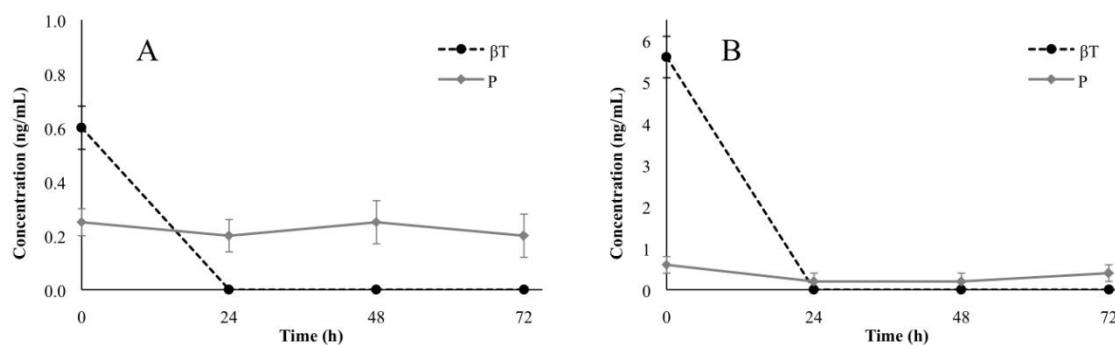 A
Concentration (ng/mL)
1.0
0.8
0.6
0.4
0.2
0.0
0
24
48
72
Time (h)
βT
P
B
Concentration (ng/mL)
6
5
4
3
2
1
0
0
24
48
72
Time (h)
βT
P